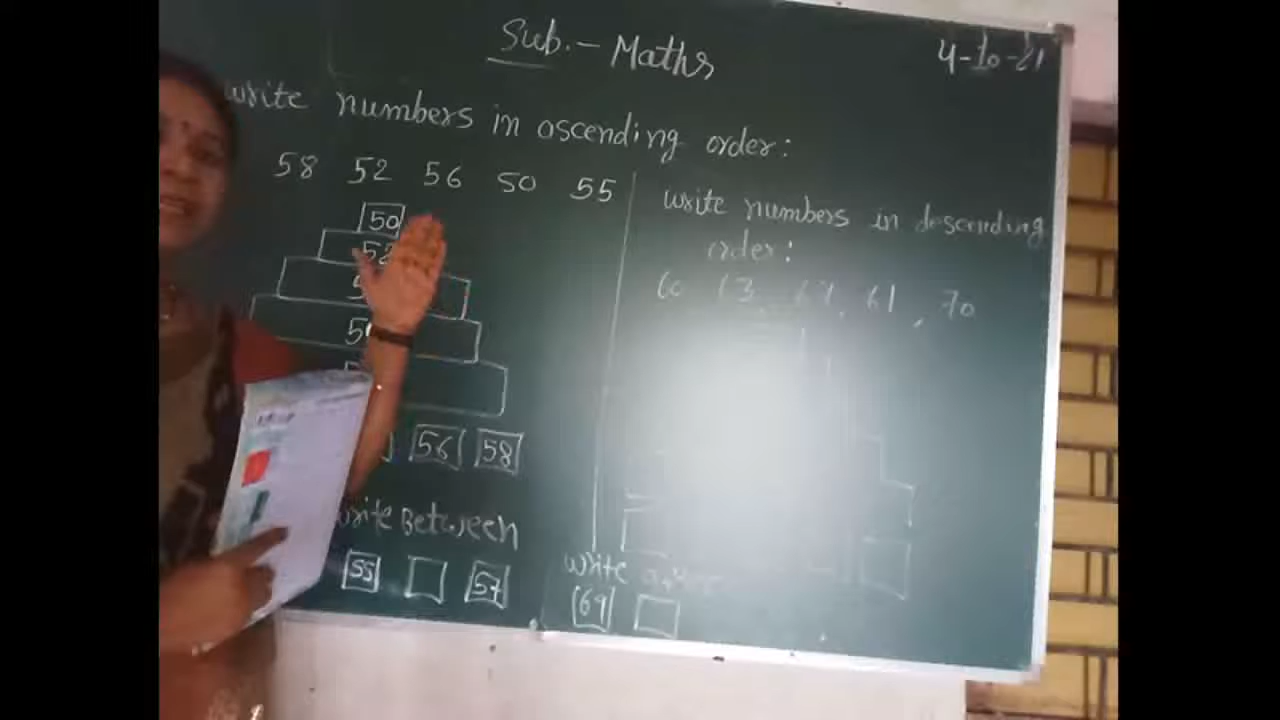 Sub. - Maths
4-10-21
write numbers in ascending order:
58 52 56 50 55
50
52
56 58
write Between
55 57
write numbers in descending
order:
61, 70
write
69